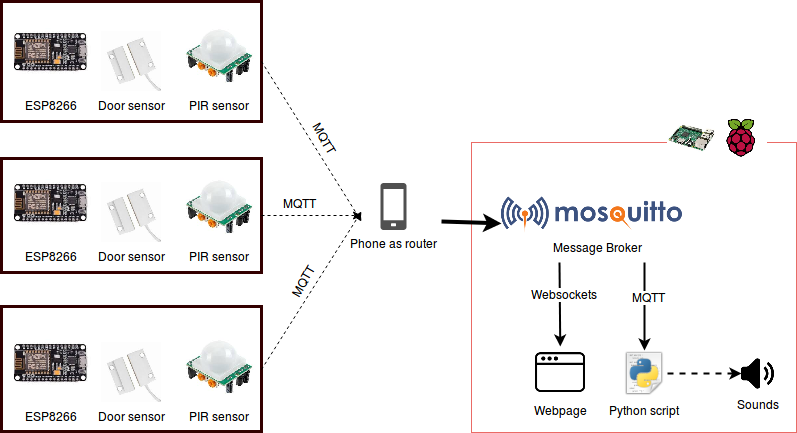 ESP8266 Door sensor PIR sensor
MQTT
ESP8266 Door sensor PIR sensor
MQTT
ESP8266 Door sensor PIR sensor
MQTT
Phone as router
mosquitto
Message Broker
Websockets
MQTT
Webpage
Python script
Sounds